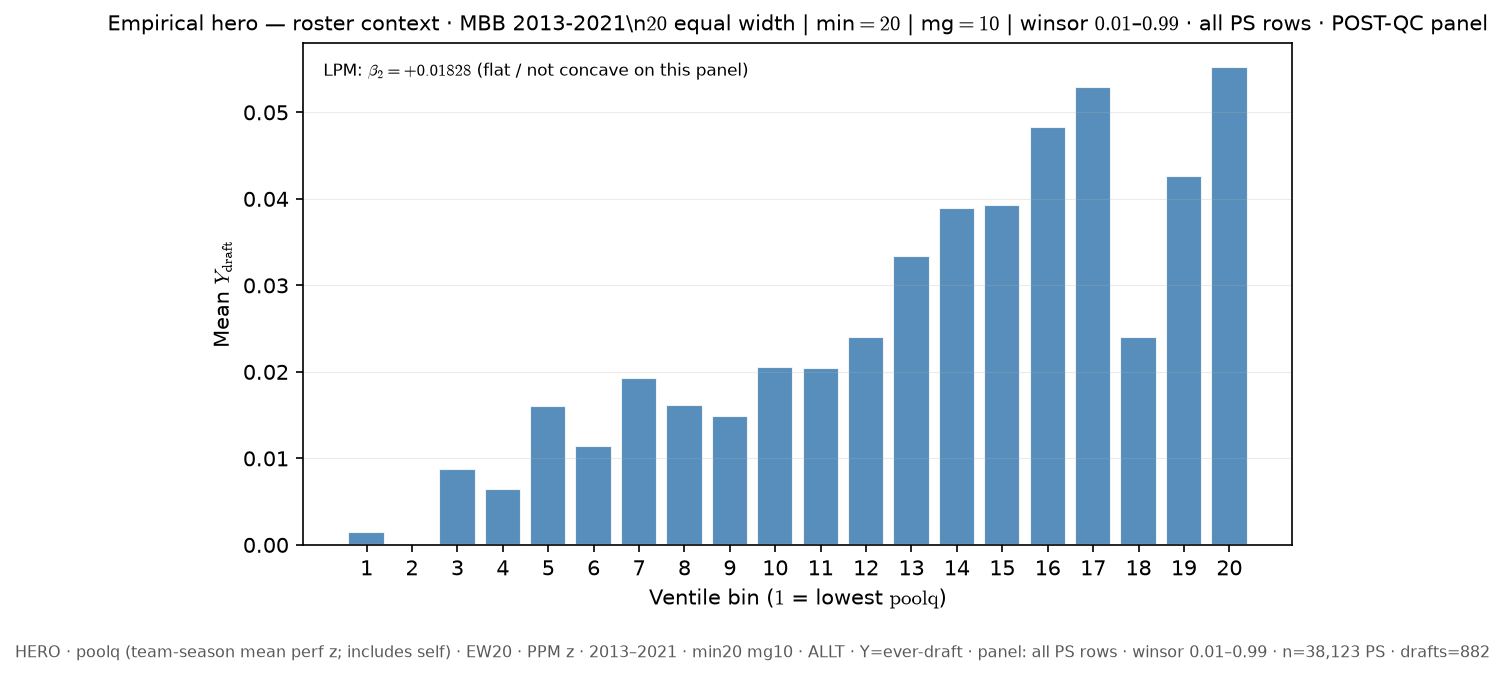 Empirical hero — roster context · MBB 2013-2021\n20 equal width | min = 20 | mg = 10 | winsor 0.01–0.99 · all PS rows · POST-QC panel
LPM: β₂ = +0.01828 (flat / not concave on this panel)
Mean Y_draft
0.05
0.04
0.03
0.02
0.01
0.00
1 2 3 4 5 6 7 8 9 10 11 12 13 14 15 16 17 18 19 20
Ventile bin (1 = lowest poolq)
HERO · poolq (team-season mean perf z; includes self) · EW20 · PPM z · 2013–2021 · min20 mg10 · ALLT · Y=ever-draft · panel: all PS rows · winsor 0.01–0.99 · n=38,123 PS · drafts=882